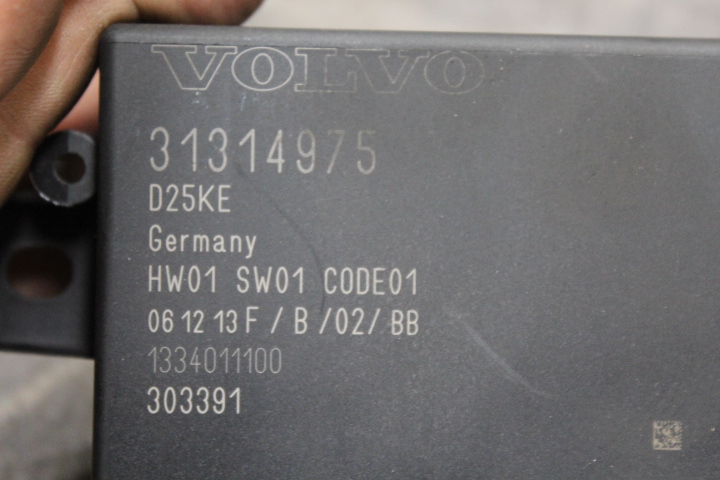 VOLVO
31314975
D25KE
Germany
HW01 SW01 CODE01
06 12 13 F / B /02/ BB
1334011100
303391